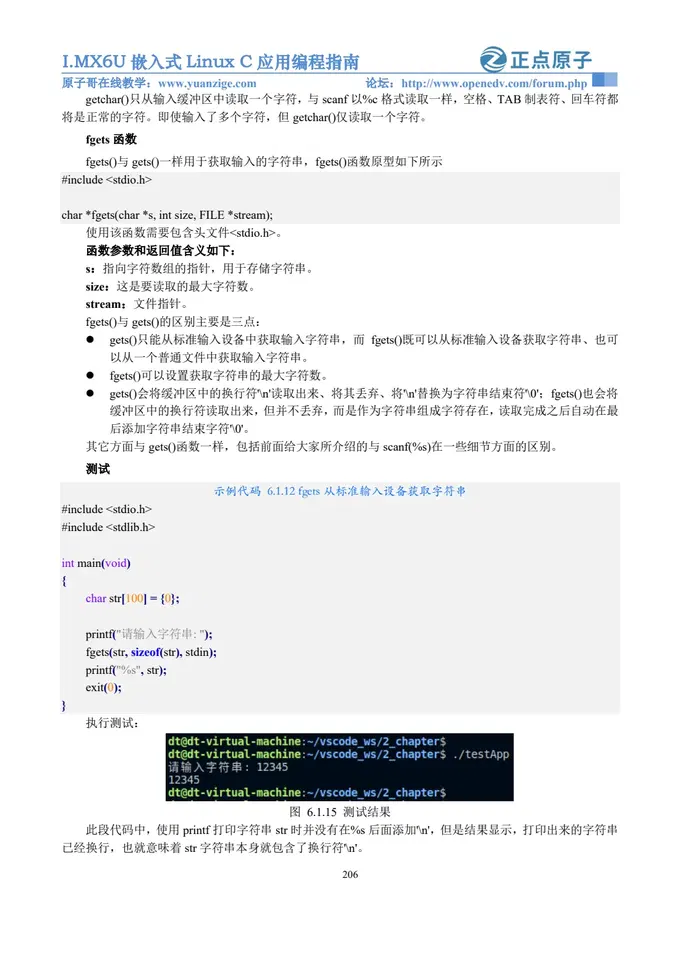 I.MX6U 嵌入式 Linux C 应用编程指南
正点原子
原子哥在线教学：www.yuanzige.com 论坛：http://www.openedv.com/forum.php
getchar()只从输入缓冲区中读取一个字符，与 scanf 以%c 格式读取一样，空格、TAB 制表符、回车符都
将是正常的字符。即使输入了多个字符，但 getchar()仅读取一个字符。
fgets 函数
fgets()与 gets()一样用于获取输入的字符串，fgets()函数原型如下所示
#include <stdio.h>
char *fgets(char *s, int size, FILE *stream);
使用该函数需要包含头文件<stdio.h>。
函数参数和返回值含义如下：
s：指向字符数组的指针，用于存储字符串。
size：这是要读取的最大字符数。
stream：文件指针。
fgets()与 gets()的区别主要是三点：
● gets()只能从标准输入设备中获取输入字符串，而 fgets()既可以从标准输入设备获取字符串、也可
以从一个普通文件中获取输入字符串。
● fgets()可以设置获取字符串的最大字符数。
● gets()会将缓冲区中的换行符'\n'读取出来、将其丢弃、将'\n'替换为字符串结束符'\0'；fgets()也会将
缓冲区中的换行符读取出来，但并不丢弃，而是作为字符串组成字符存在，读取完成之后自动在最
后添加字符串结束字符'\0'。
其它方面与 gets()函数一样，包括前面给大家所介绍的与 scanf(%s)在一些细节方面的区别。
测试
示例代码 6.1.12 fgets 从标准输入设备获取字符串
#include <stdio.h>
#include <stdlib.h>
int main(void)
{
char str[100] = {0};
printf("请输入字符串: ");
fgets(str, sizeof(str), stdin);
printf("%s", str);
exit(0);
}
执行测试：
dt@dt-virtual-machine:~/vscode_ws/2_chapter$
dt@dt-virtual-machine:~/vscode_ws/2_chapter$ ./testApp
请输入字符串: 12345
12345
dt@dt-virtual-machine:~/vscode_ws/2_chapter$
图 6.1.15 测试结果
此段代码中，使用 printf 打印字符串 str 时并没有在%s 后面添加'\n'，但是结果显示，打印出来的字符串
已经换行，也就意味着 str 字符串本身就包含了换行符'\n'。
206